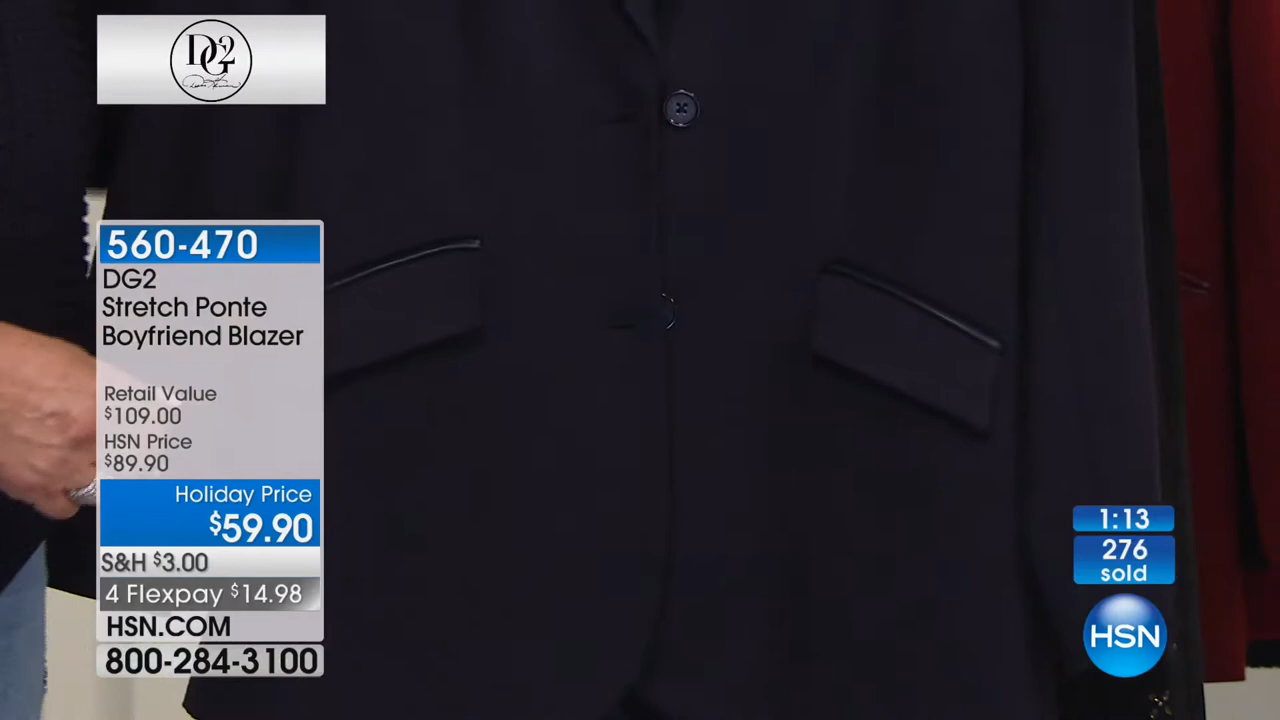 DG2
560-470
DG2
Stretch Ponte
Boyfriend Blazer
Retail Value
$109.00
HSN Price
$89.90
Holiday Price
$59.90
S&H $3.00
4 Flexpay $14.98
HSN.COM
800-284-3100
1:13
276
sold
HSN